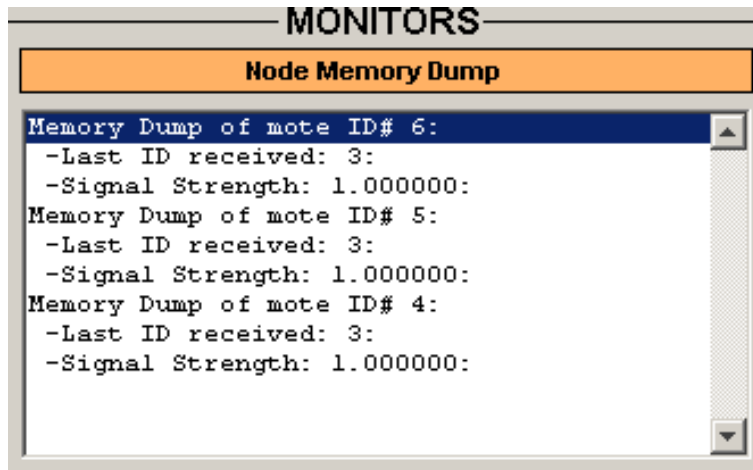 MONITORS
Node Memory Dump
Memory Dump of mote ID# 6:
-Last ID received: 3:
-Signal Strength: 1.000000:
Memory Dump of mote ID# 5:
-Last ID received: 3:
-Signal Strength: 1.000000:
Memory Dump of mote ID# 4:
-Last ID received: 3:
-Signal Strength: 1.000000: